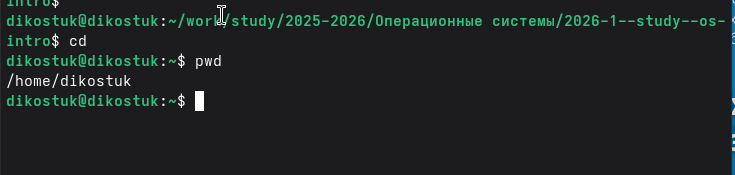 intro$
dikostuk@dikostuk:~/work/study/2025-2026/Операционные системы/2026-1--study--os-
intro$ cd
dikostuk@dikostuk:~$ pwd
/home/dikostuk
dikostuk@dikostuk:~$